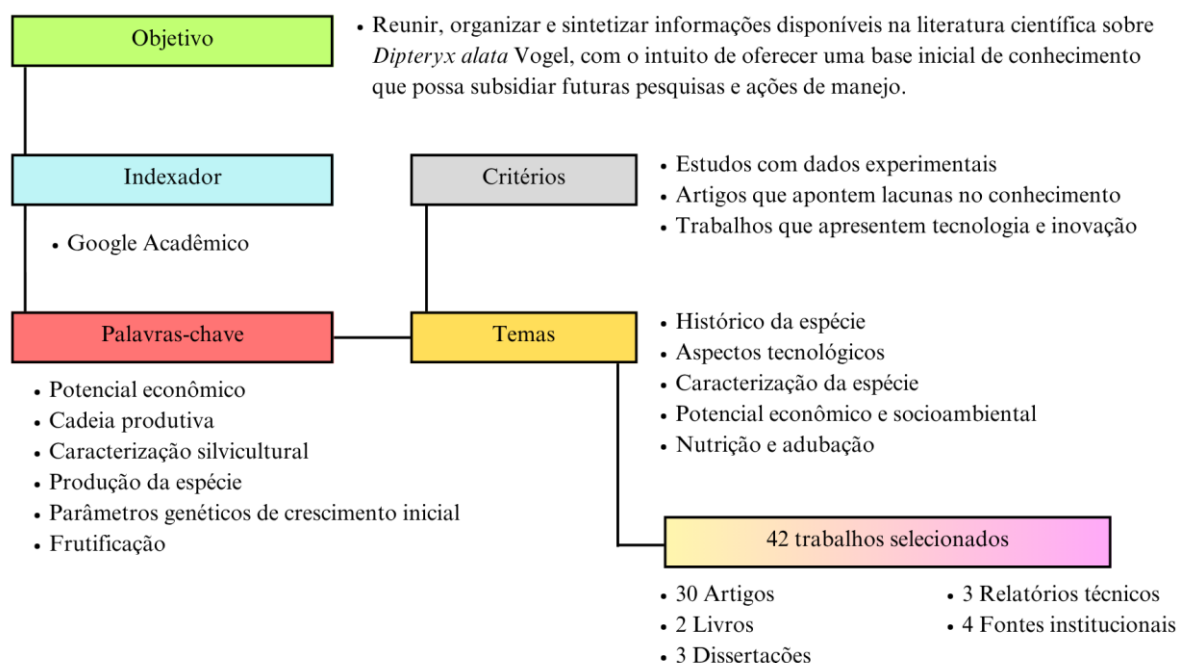 Objetivo
• Reunir, organizar e sintetizar informações disponíveis na literatura científica sobre
Dipteryx alata Vogel, com o intuito de oferecer uma base inicial de conhecimento
que possa subsidiar futuras pesquisas e ações de manejo.
Indexador
• Google Acadêmico
Critérios
• Estudos com dados experimentais
• Artigos que apontem lacunas no conhecimento
• Trabalhos que apresentem tecnologia e inovação
Palavras-chave
• Potencial econômico
• Cadeia produtiva
• Caracterização silvicultural
• Produção da espécie
• Parâmetros genéticos de crescimento inicial
• Frutificação
Temas
• Histórico da espécie
• Aspectos tecnológicos
• Caracterização da espécie
• Potencial econômico e socioambiental
• Nutrição e adubação
42 trabalhos selecionados
• 30 Artigos
• 2 Livros
• 3 Dissertações
• 3 Relatórios técnicos
• 4 Fontes institucionais